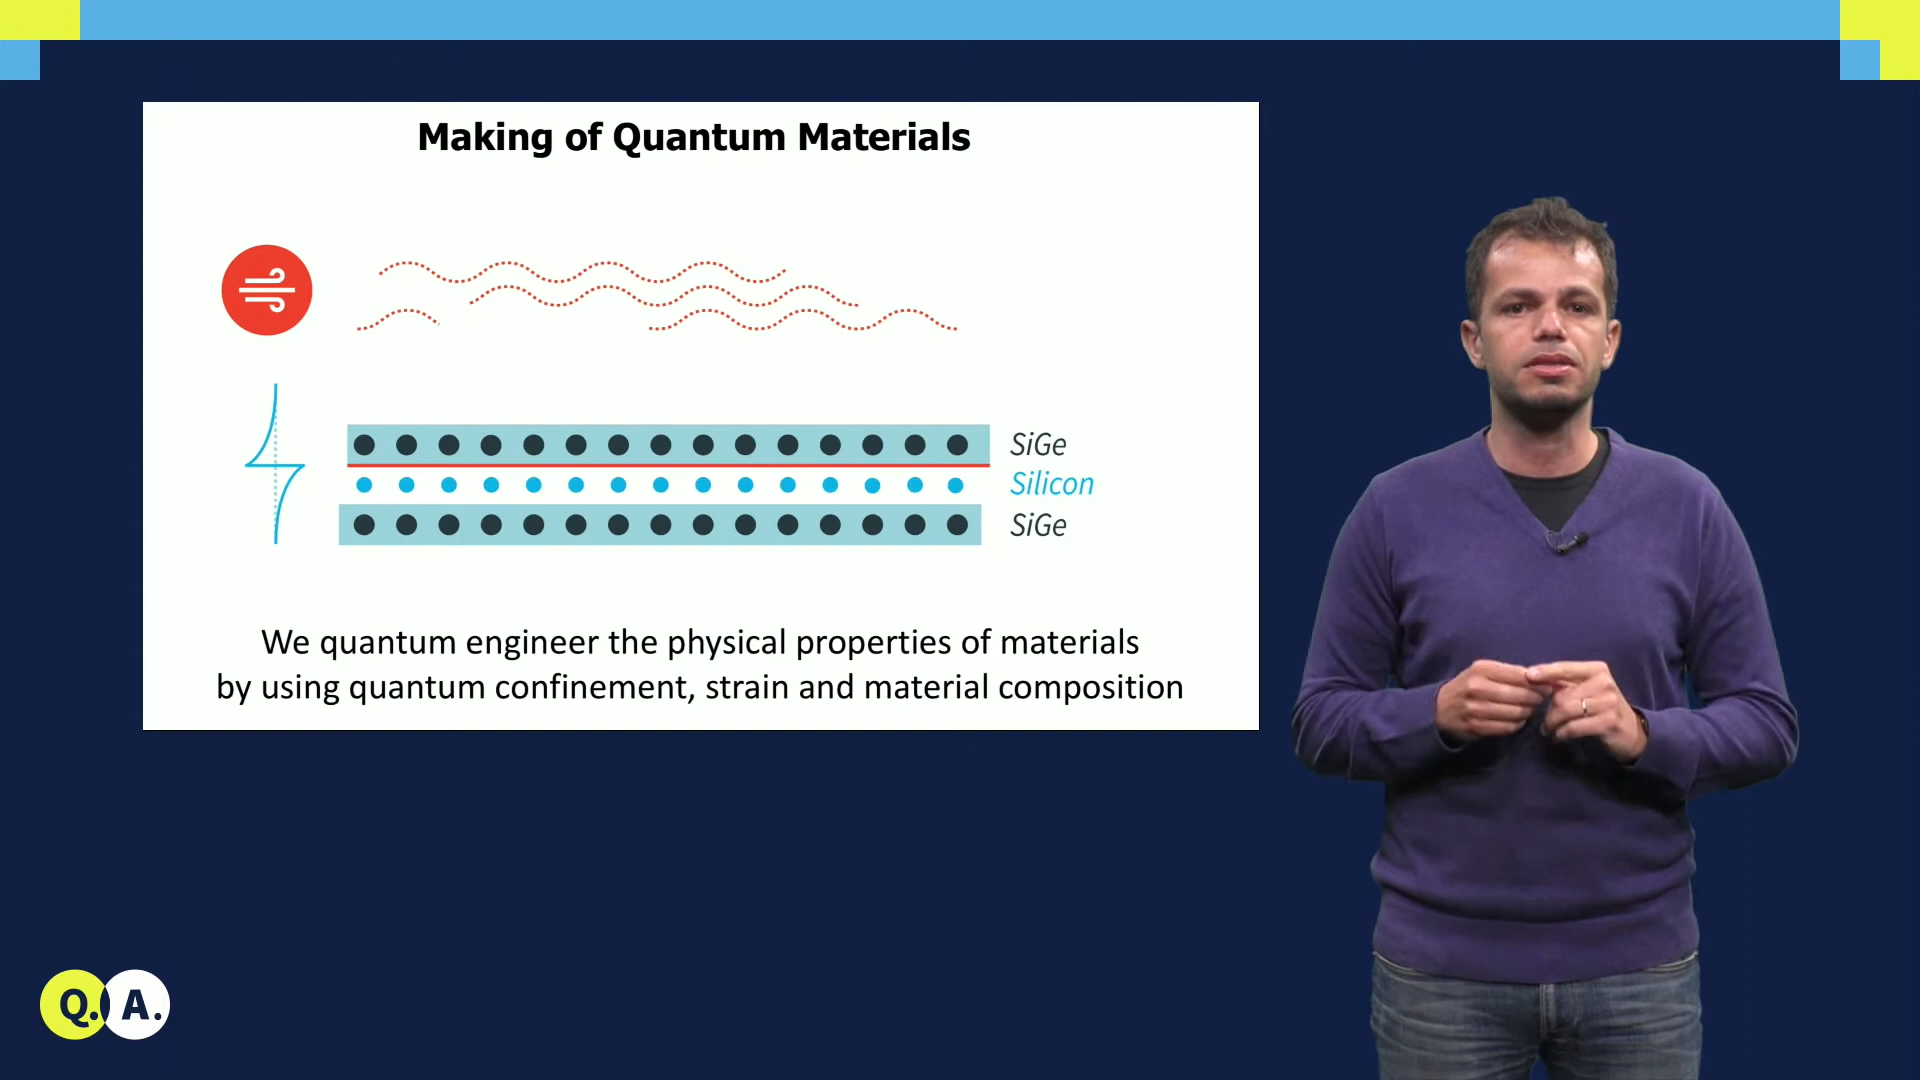 Making of Quantum Materials
SiGe
Silicon
SiGe
We quantum engineer the physical properties of materials
by using quantum confinement, strain and material composition
Q. A.